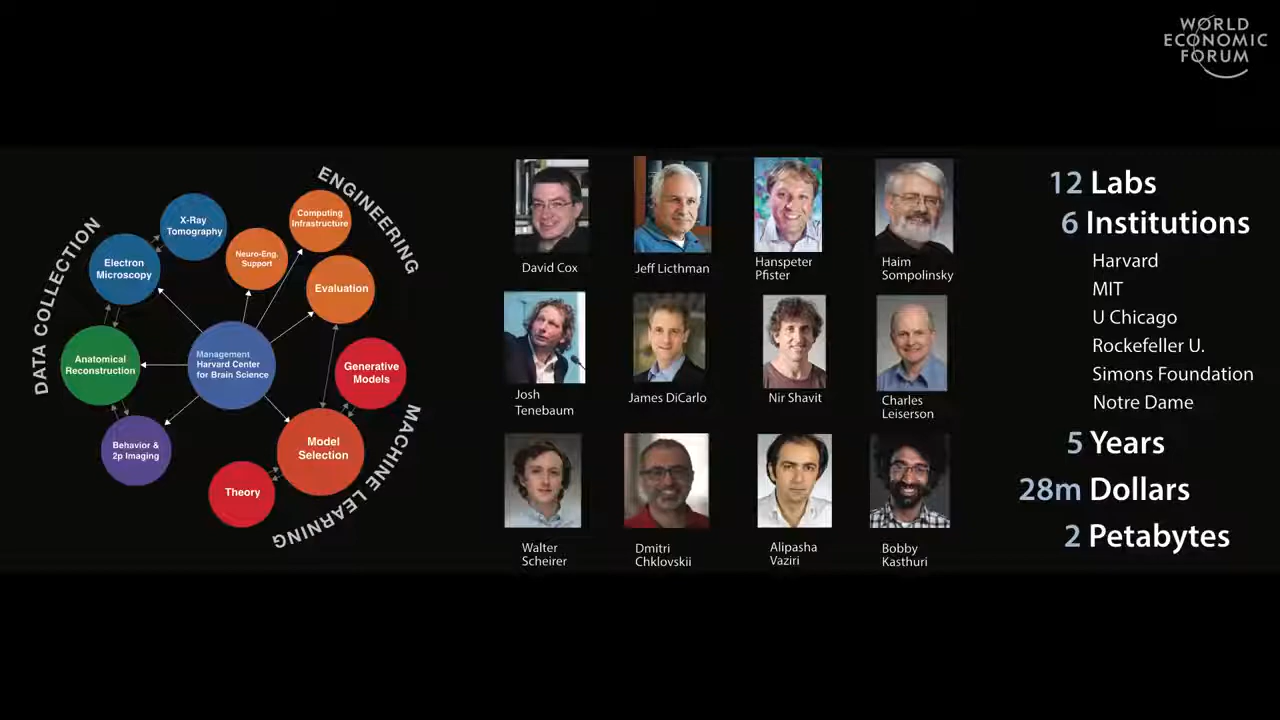 WORLD
ECONOMIC
FORUM
DATA COLLECTION
ENGINEERING
MACHINE LEARNING
X-Ray
Tomography
Electron
Microscopy
Neuro-Eng.
Support
Computing
Infrastructure
Evaluation
Anatomical
Reconstruction
Management
Harvard Center
for Brain Science
Generative
Models
Behavior &
2p Imaging
Model
Selection
Theory
David Cox
Jeff Licthman
Hanspeter
Pfister
Haim
Sompolinsky
Josh
Tenebaum
James DiCarlo
Nir Shavit
Charles
Leiserson
Walter
Scheirer
Dmitri
Chklovskii
Alipasha
Vaziri
Bobby
Kasthuri
12 Labs
6 Institutions
Harvard
MIT
U Chicago
Rockefeller U.
Simons Foundation
Notre Dame
5 Years
28m Dollars
2 Petabytes